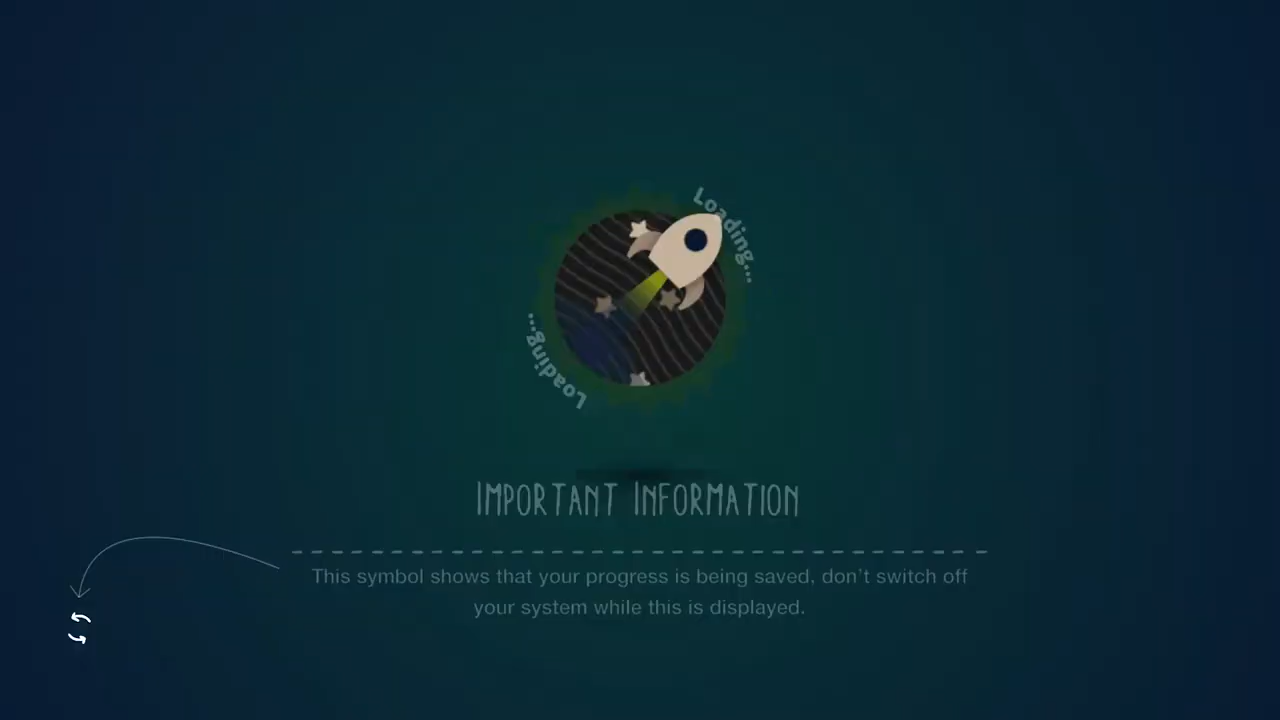 Loading...
Loading...
IMPORTANT INFORMATION
This symbol shows that your progress is being saved, don't switch off
your system while this is displayed.